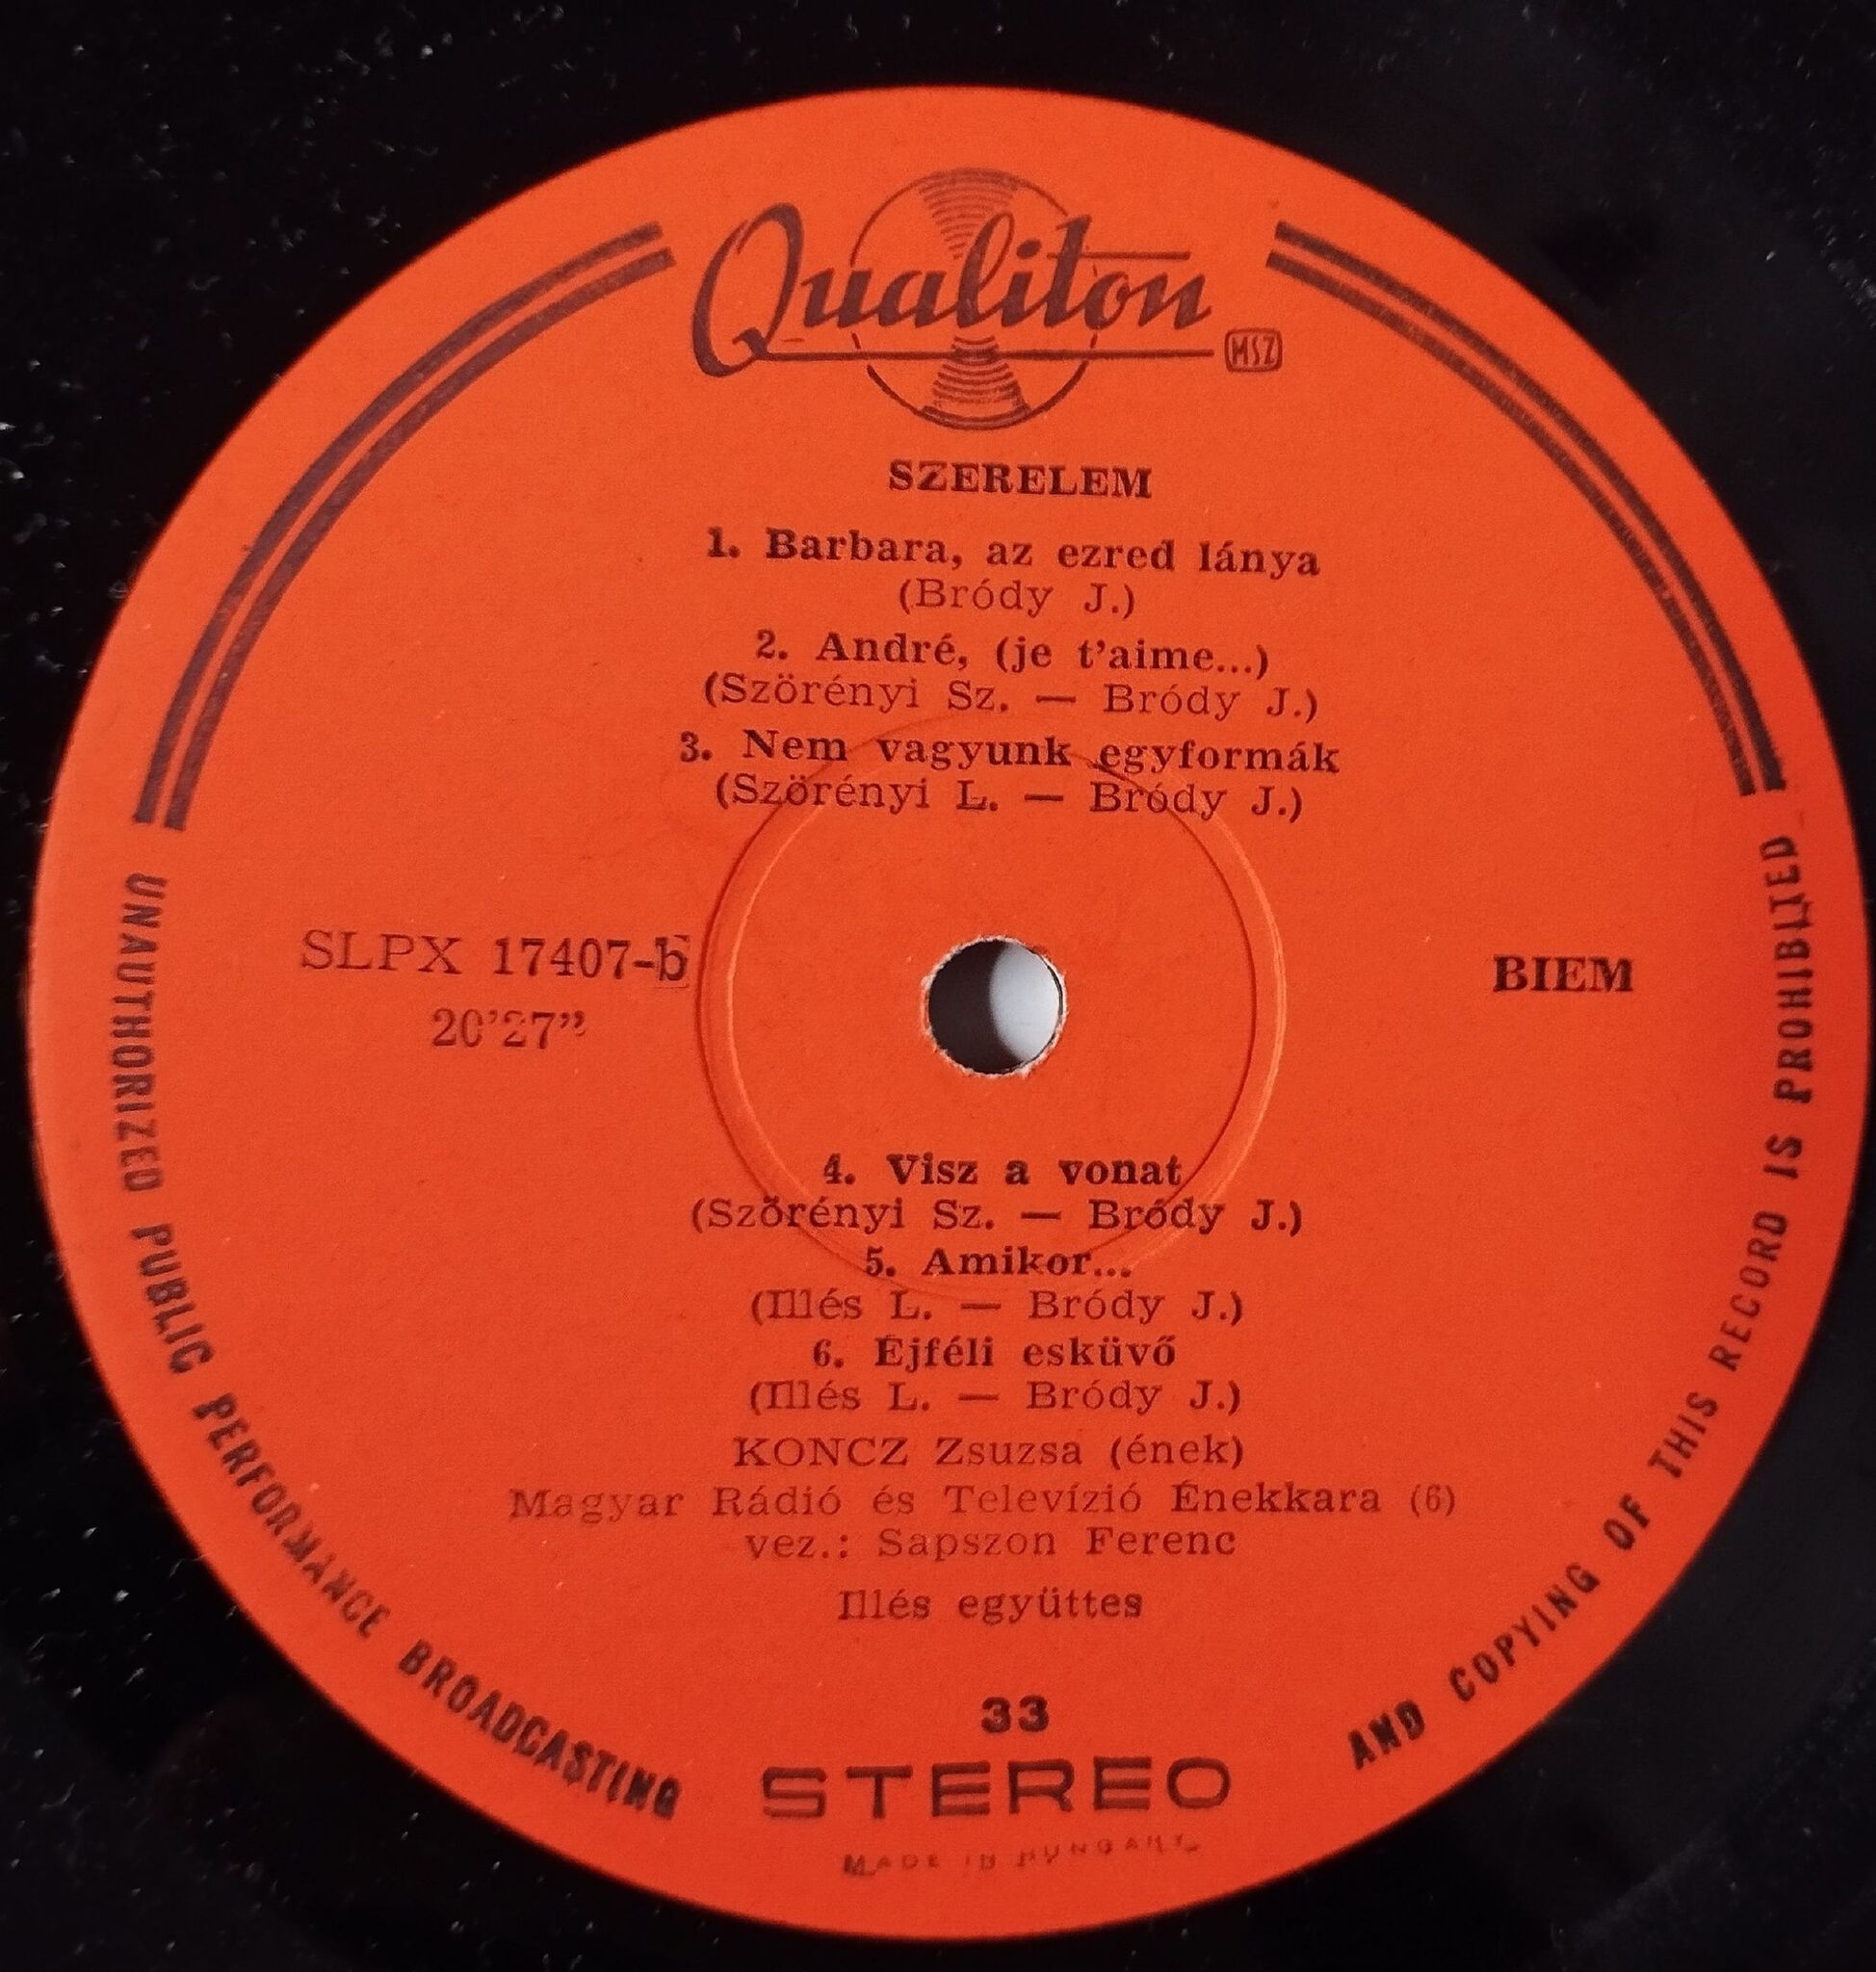 Qualiton
MSZ
SZERELEM
1. Barbara, az ezred lánya
(Bródy J.)
2. André, (je t’aime...)
(Szörényi Sz. — Bródy J.)
3. Nem vagyunk egyformák
(Szörényi L. — Bródy J.)
SLPX 17407-b
20’27”
BIEM
4. Visz a vonat
(Szörényi Sz. — Bródy J.)
5. Amikor...
(Illés L. — Bródy J.)
6. Éjféli esküvő
(Illés L. — Bródy J.)
KONCZ Zsuzsa (ének)
Magyar Rádió és Televízió Énekkara (6)
vez.: Sapszon Ferenc
Illés együttes
33
STEREO
MADE IN HUNGARY
UNAUTHORIZED PUBLIC PERFORMANCE BROADCASTING AND COPYING OF THIS RECORD IS PROHIBITED